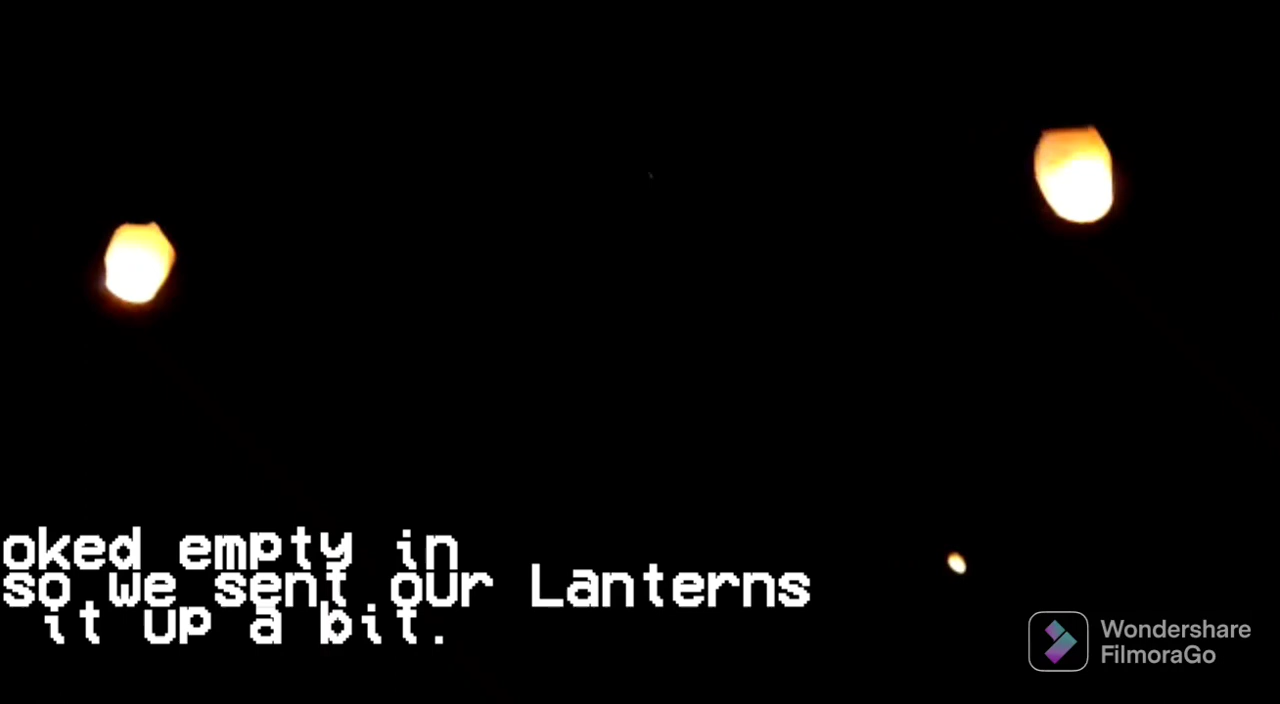 oked empty in
so we sent our Lanterns
it up a bit.
Wondershare
FilmoraGo